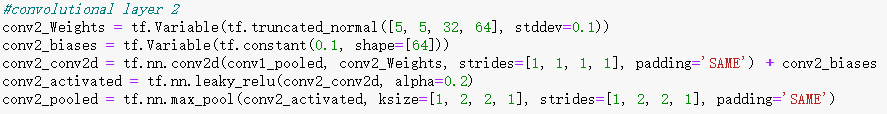 #convolutional layer 2
conv2_Weights = tf.Variable(tf.truncated_normal([5, 5, 32, 64], stddev=0.1))
conv2_biases = tf.Variable(tf.constant(0.1, shape=[64]))
conv2_conv2d = tf.nn.conv2d(conv1_pooled, conv2_Weights, strides=[1, 1, 1, 1], padding='SAME') + conv2_biases
conv2_activated = tf.nn.leaky_relu(conv2_conv2d, alpha=0.2)
conv2_pooled = tf.nn.max_pool(conv2_activated, ksize=[1, 2, 2, 1], strides=[1, 2, 2, 1], padding='SAME')